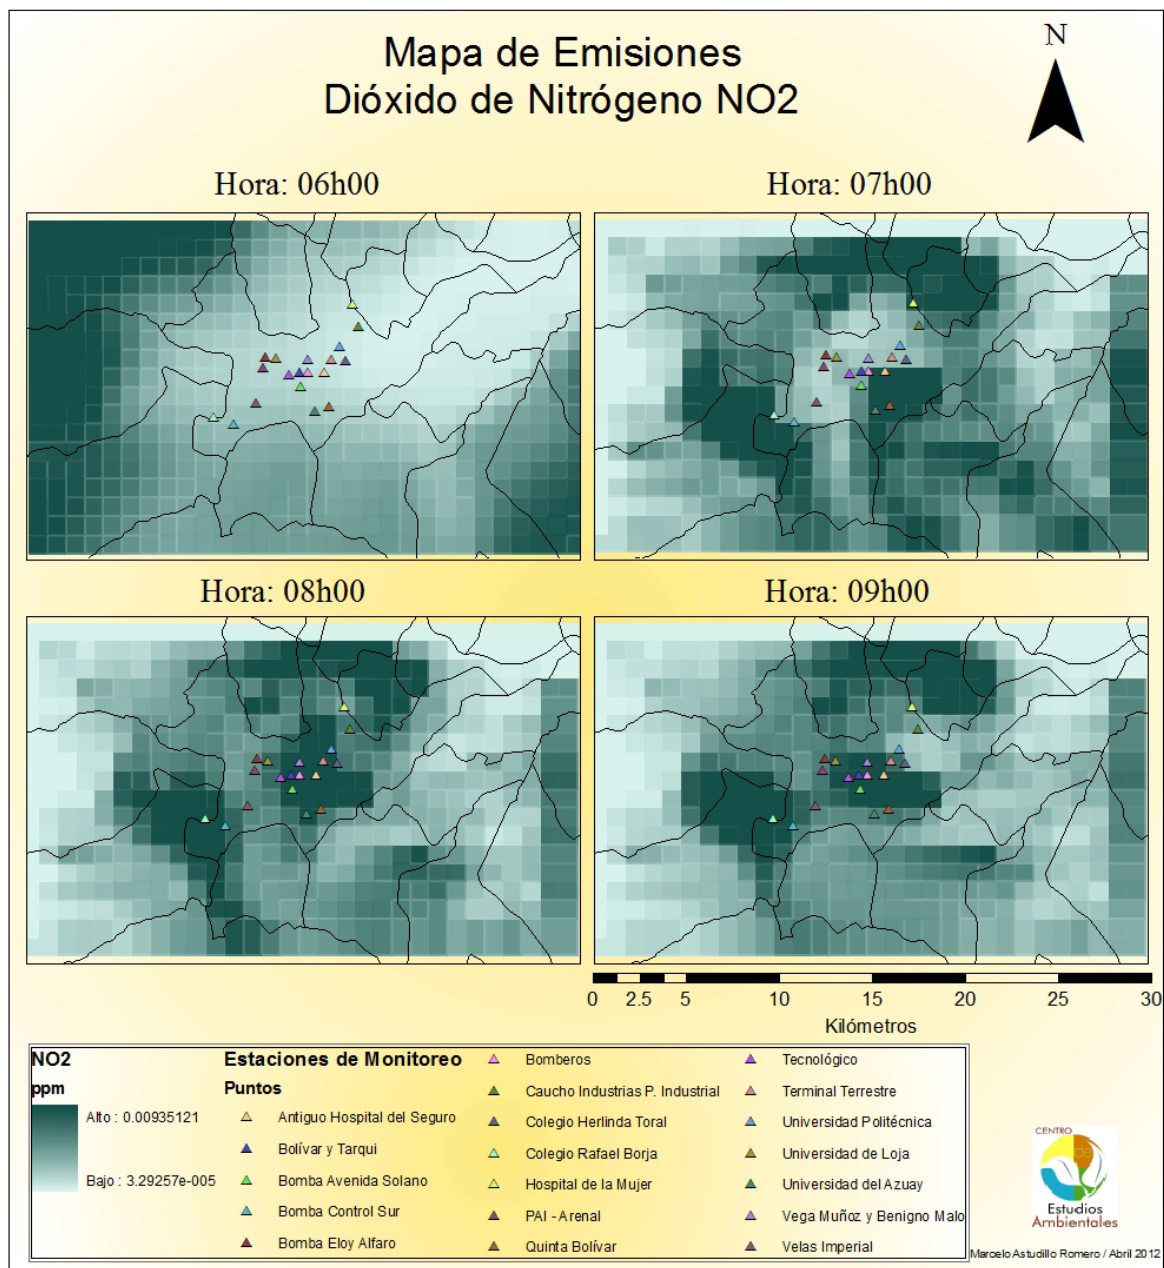 Mapa de Emisiones
Dióxido de Nitrógeno NO2
N
Hora: 06h00
Hora: 07h00
Hora: 08h00
Hora: 09h00
0 2.5 5 10 15 20 25 30
Kilómetros
NO2
ppm
Alto : 0.00935121
Bajo : 3.29257e-005
Estaciones de Monitoreo
Puntos
Antiguo Hospital del Seguro
Bolívar y Tarqui
Bomba Avenida Solano
Bomba Control Sur
Bomba Eloy Alfaro
Bomberos
Caucho Industrias P. Industrial
Colegio Herlinda Toral
Colegio Rafael Borja
Hospital de la Mujer
PAI - Arenal
Quinta Bolívar
Tecnológico
Terminal Terrestre
Universidad Politécnica
Universidad de Loja
Universidad del Azuay
Vega Muñoz y Benigno Malo
Velas Imperial
CENTRO
de
Estudios
Ambientales
Marcelo Astudillo Romero / Abril 2012